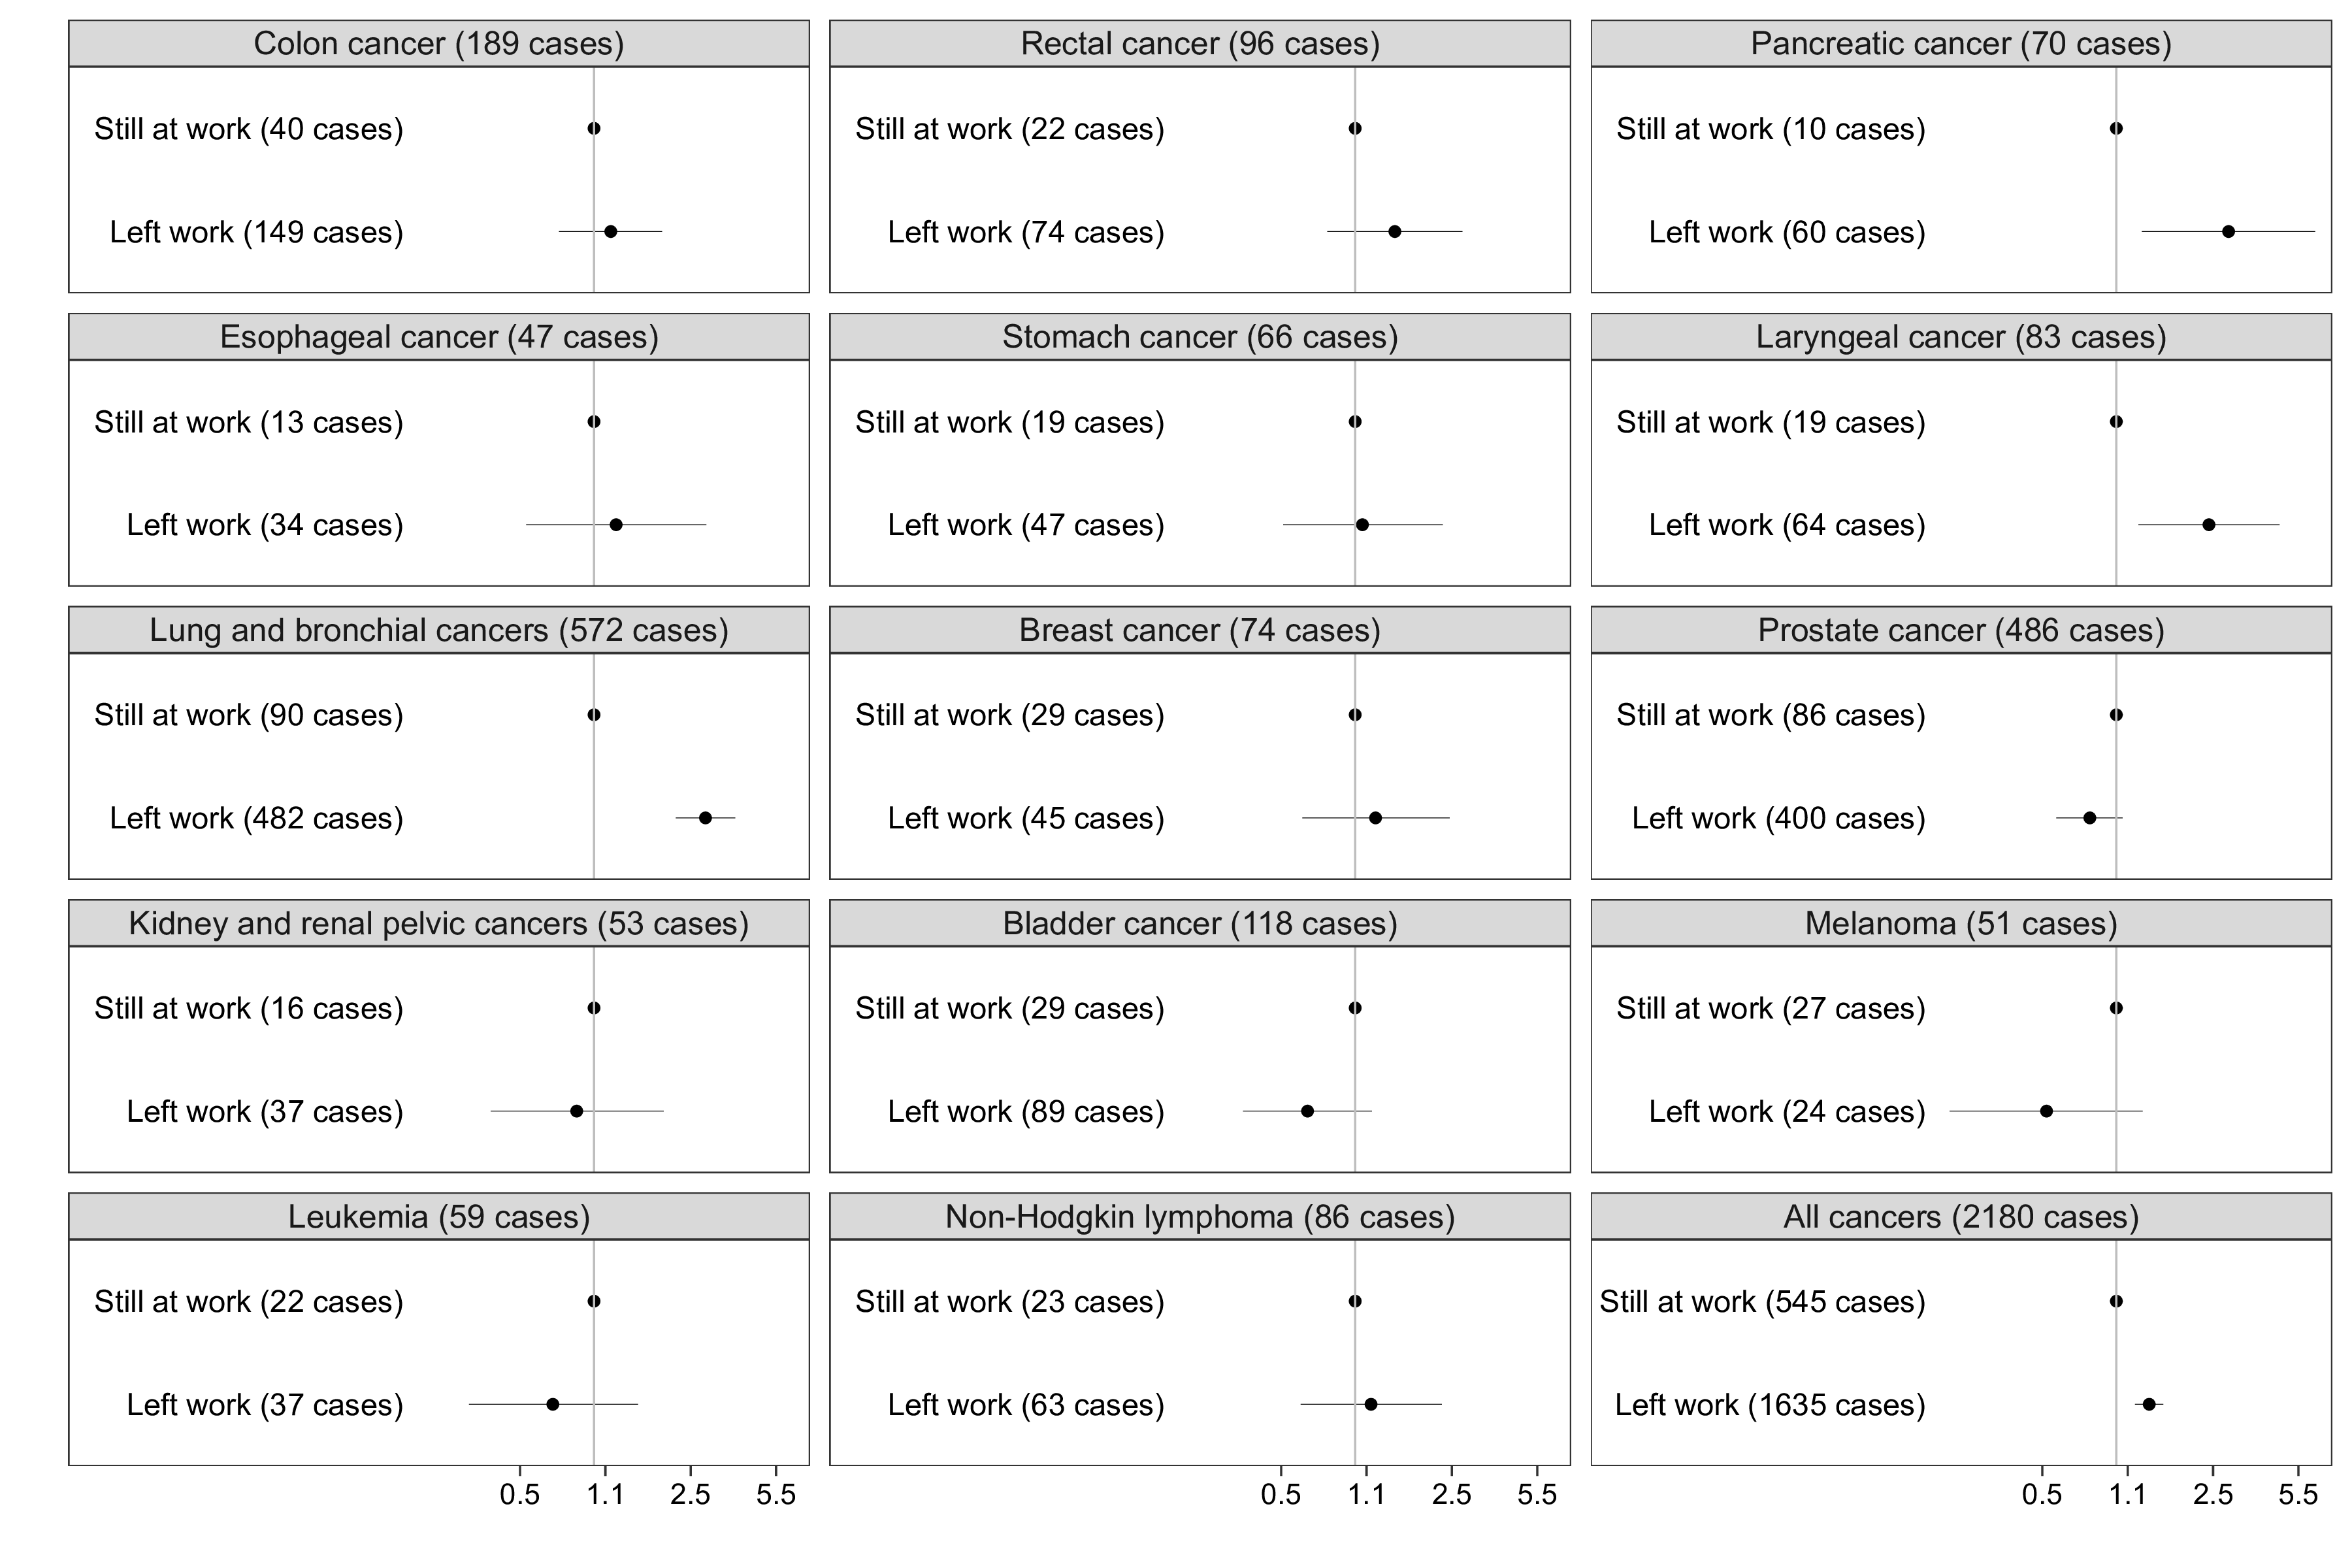 Colon cancer (189 cases)
Still at work (40 cases)
Left work (149 cases)
Rectal cancer (96 cases)
Still at work (22 cases)
Left work (74 cases)
Pancreatic cancer (70 cases)
Still at work (10 cases)
Left work (60 cases)
Esophageal cancer (47 cases)
Still at work (13 cases)
Left work (34 cases)
Stomach cancer (66 cases)
Still at work (19 cases)
Left work (47 cases)
Laryngeal cancer (83 cases)
Still at work (19 cases)
Left work (64 cases)
Lung and bronchial cancers (572 cases)
Still at work (90 cases)
Left work (482 cases)
Breast cancer (74 cases)
Still at work (29 cases)
Left work (45 cases)
Prostate cancer (486 cases)
Still at work (86 cases)
Left work (400 cases)
Kidney and renal pelvic cancers (53 cases)
Still at work (16 cases)
Left work (37 cases)
Bladder cancer (118 cases)
Still at work (29 cases)
Left work (89 cases)
Melanoma (51 cases)
Still at work (27 cases)
Left work (24 cases)
Leukemia (59 cases)
Still at work (22 cases)
Left work (37 cases)
Non-Hodgkin lymphoma (86 cases)
Still at work (23 cases)
Left work (63 cases)
All cancers (2180 cases)
Still at work (545 cases)
Left work (1635 cases)
0.5 1.1 2.5 5.5
0.5 1.1 2.5 5.5
0.5 1.1 2.5 5.5